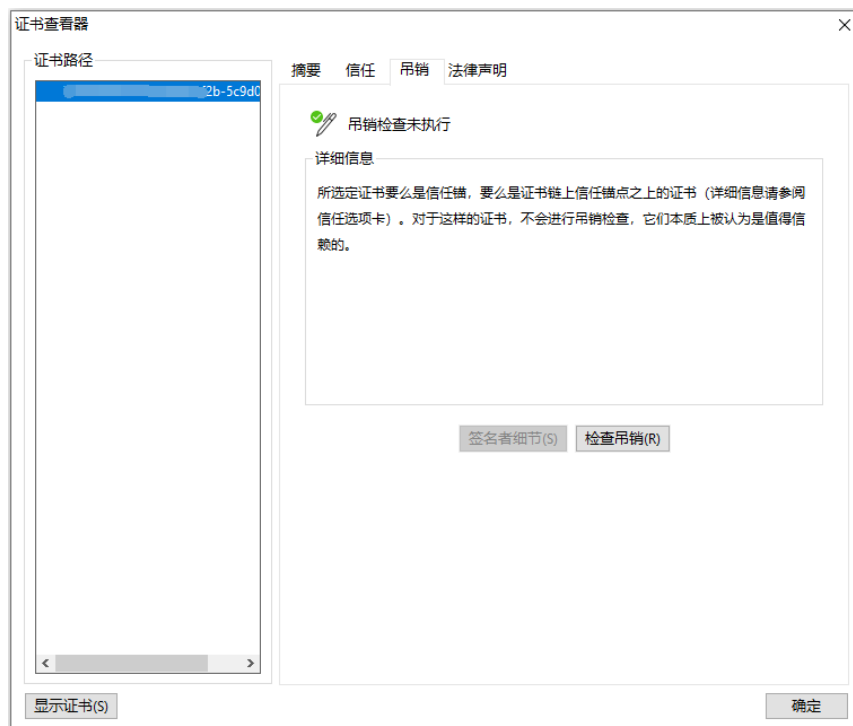 证书查看器
证书路径
2b-5c9d0
摘要 信任 吊销 法律声明
吊销检查未执行
详细信息
所选定证书要么是信任锚，要么是证书链上信任锚点之上的证书（详细信息请参阅
信任选项卡）。对于这样的证书，不会进行吊销检查，它们本质上被认为是值得信
赖的。
签名者细节(S) 检查吊销(R)
显示证书(S) 确定